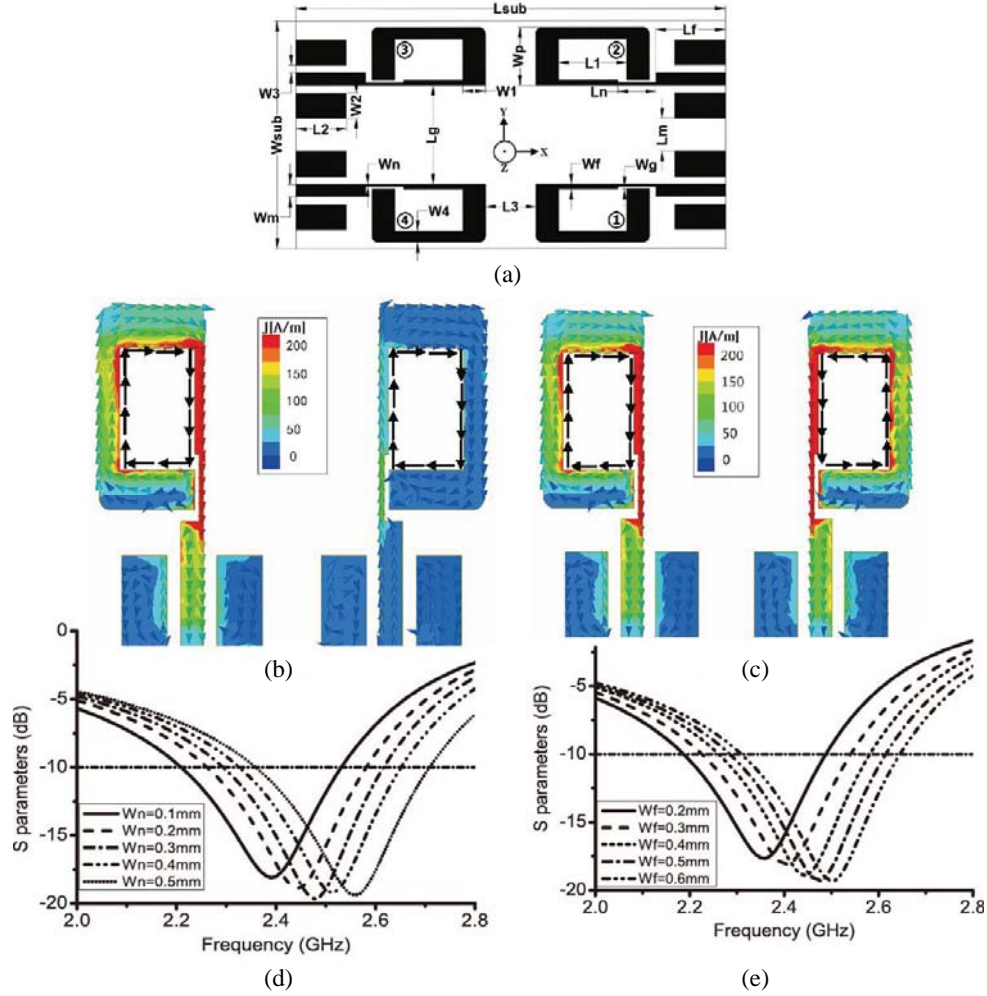 Lsub
Lf
③
②
Wp
L1
W3
W1
Ln
W2
Wsub
L2
Lg
Y
X
Z
Lm
Wn
Wf
Wg
Wm
W4
L3
④
①
(a)
J[A/m]
200
150
100
50
0
J[A/m]
200
150
100
50
0
(b)
(c)
0
-5
-10
-15
-20
S parameters (dB)
Wn=0.1mm
Wn=0.2mm
Wn=0.3mm
Wn=0.4mm
Wn=0.5mm
2.0 2.2 2.4 2.6 2.8
Frequency (GHz)
(d)
-5
-10
-15
-20
S parameters (dB)
Wf=0.2mm
Wf=0.3mm
Wf=0.4mm
Wf=0.5mm
Wf=0.6mm
2.0 2.2 2.4 2.6 2.8
Frequency (GHz)
(e)